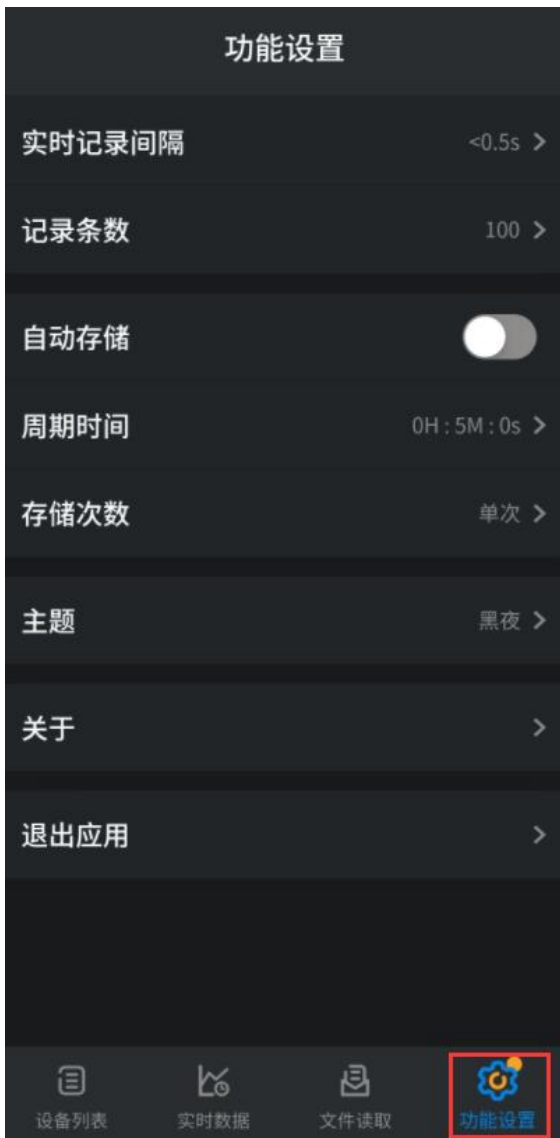 功能设置
实时记录间隔 <0.5s >
记录条数 100 >
自动存储
周期时间 0H : 5M : 0s >
存储次数 单次 >
主题 黑夜 >
关于 >
退出应用 >
设备列表 实时数据 文件读取 功能设置